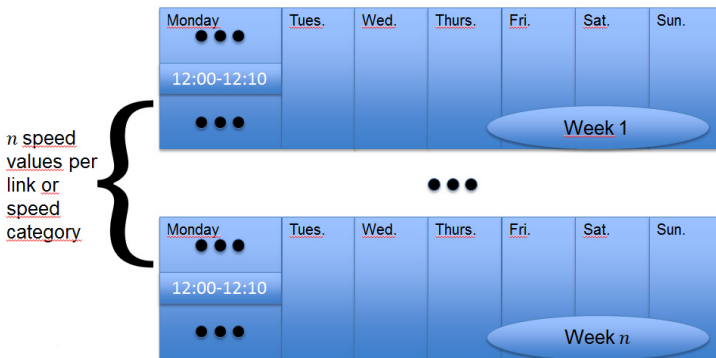 Monday Tues. Wed. Thurs. Fri. Sat. Sun.
12:00-12:10
Week 1
n speed
values per
link or
speed
category
Monday Tues. Wed. Thurs. Fri. Sat. Sun.
12:00-12:10
Week n